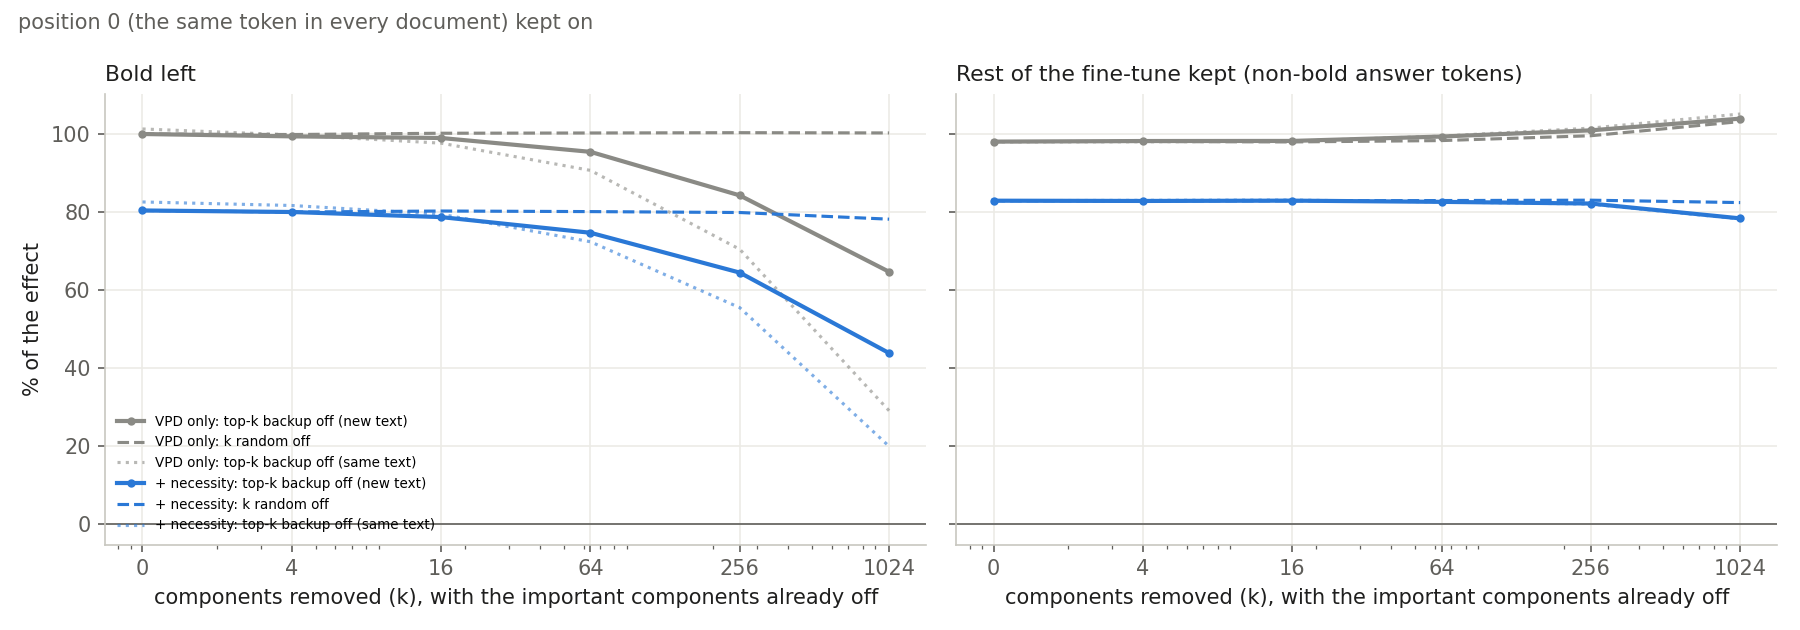 position 0 (the same token in every document) kept on
Bold left
Rest of the fine-tune kept (non-bold answer tokens)
% of the effect
100
80
60
40
20
0
VPD only: top-k backup off (new text)
VPD only: k random off
VPD only: top-k backup off (same text)
+ necessity: top-k backup off (new text)
+ necessity: k random off
+ necessity: top-k backup off (same text)
0 4 16 64 256 1024
0 4 16 64 256 1024
components removed (k), with the important components already off
components removed (k), with the important components already off